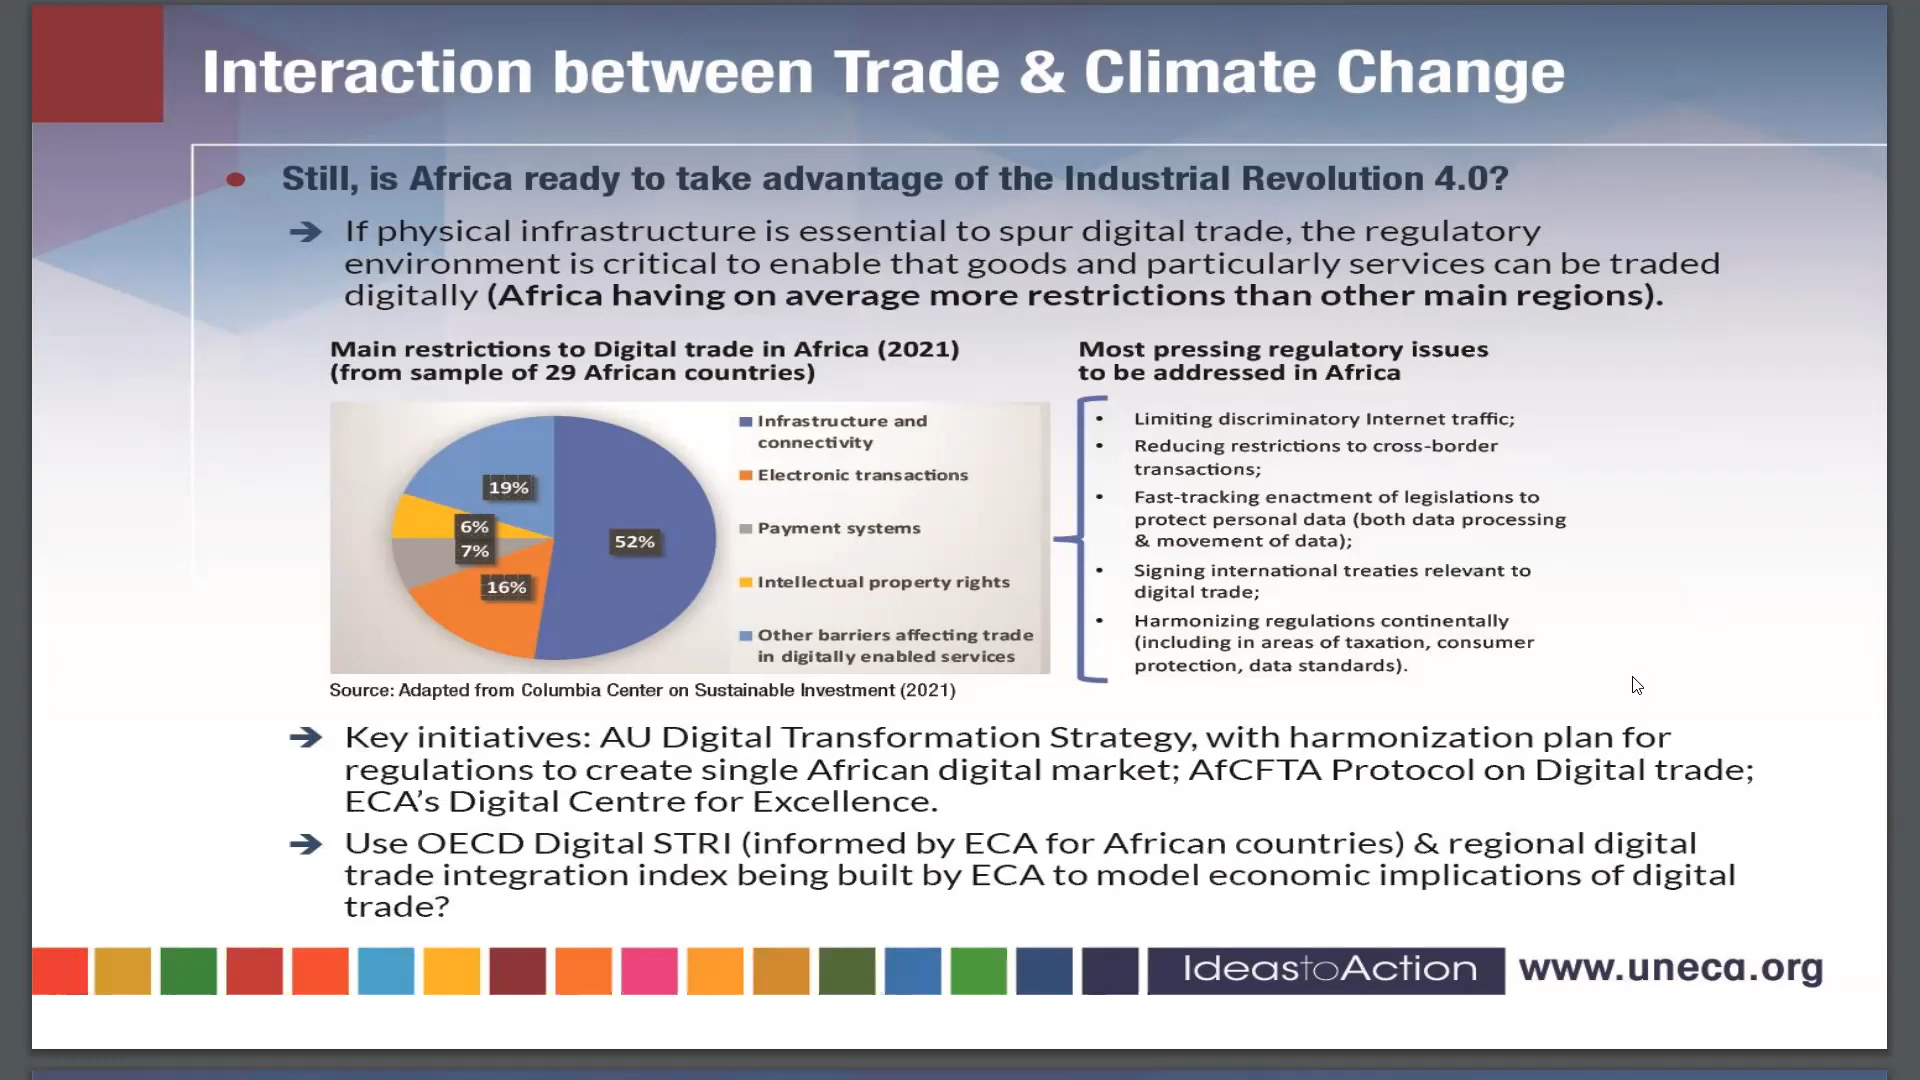 Interaction between Trade & Climate Change
• Still, is Africa ready to take advantage of the Industrial Revolution 4.0?
→ If physical infrastructure is essential to spur digital trade, the regulatory
environment is critical to enable that goods and particularly services can be traded
digitally (Africa having on average more restrictions than other main regions).
Main restrictions to Digital trade in Africa (2021)
(from sample of 29 African countries)
19%
6%
7%
16%
52%
Infrastructure and
connectivity
Electronic transactions
Payment systems
Intellectual property rights
Other barriers affecting trade
in digitally enabled services
Source: Adapted from Columbia Center on Sustainable Investment (2021)
Most pressing regulatory issues
to be addressed in Africa
• Limiting discriminatory Internet traffic;
• Reducing restrictions to cross-border
transactions;
• Fast-tracking enactment of legislations to
protect personal data (both data processing
& movement of data);
• Signing international treaties relevant to
digital trade;
• Harmonizing regulations continentally
(including in areas of taxation, consumer
protection, data standards).
→ Key initiatives: AU Digital Transformation Strategy, with harmonization plan for
regulations to create single African digital market; AfCFTA Protocol on Digital trade;
ECA's Digital Centre for Excellence.
→ Use OECD Digital STRI (informed by ECA for African countries) & regional digital
trade integration index being built by ECA to model economic implications of digital
trade?
IdeastoAction www.uneca.org